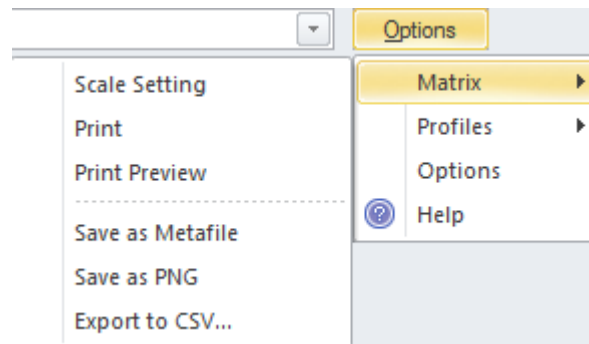 Options
Scale Setting
Print
Print Preview
Save as Metafile
Save as PNG
Export to CSV...
Matrix
Profiles
Options
Help